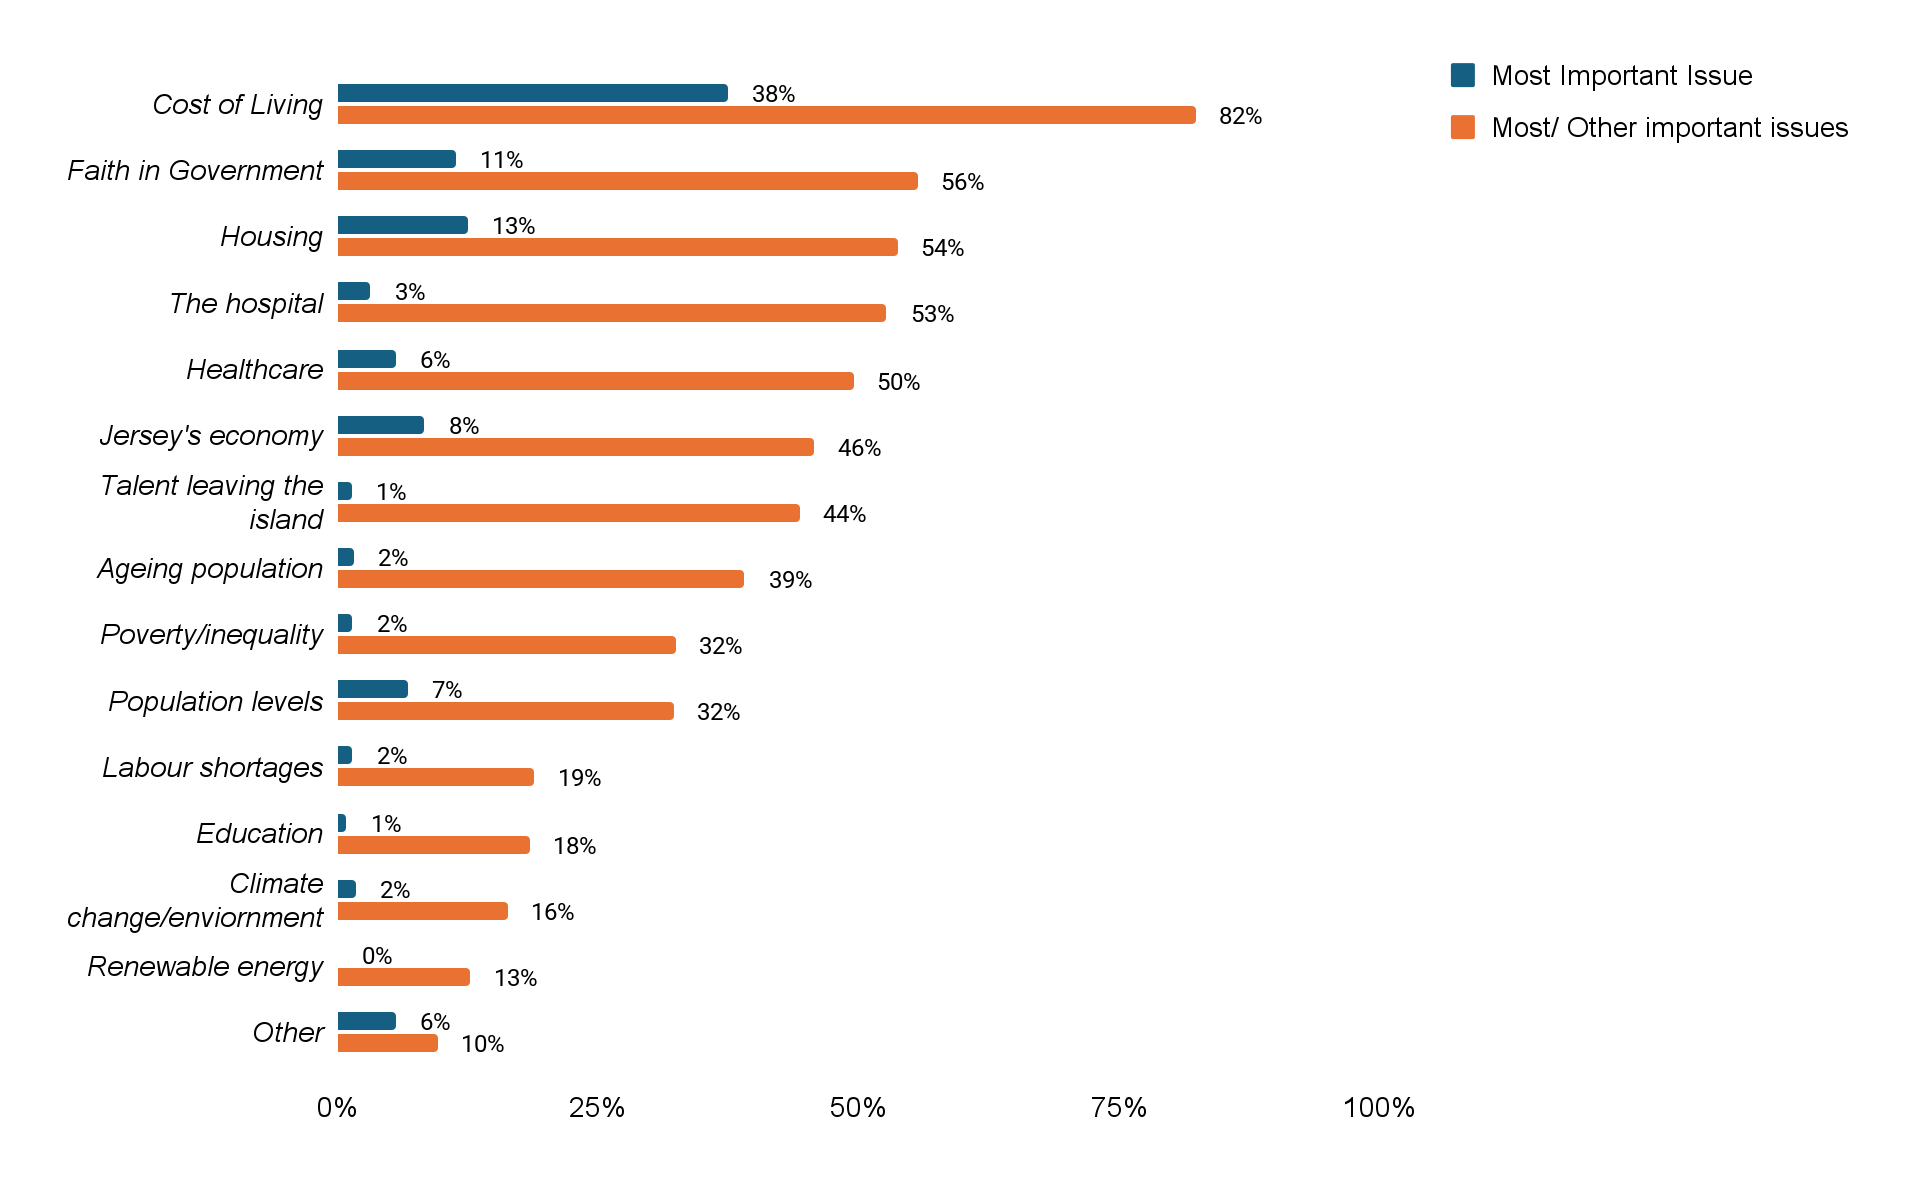 Most Important Issue
Most/ Other important issues
Cost of Living
38%
82%
Faith in Government
11%
56%
Housing
13%
54%
The hospital
3%
53%
Healthcare
6%
50%
Jersey's economy
8%
46%
Talent leaving the
island
1%
44%
Ageing population
2%
39%
Poverty/inequality
2%
32%
Population levels
7%
32%
Labour shortages
2%
19%
Education
1%
18%
Climate
change/enviornment
2%
16%
Renewable energy
0%
13%
Other
6%
10%
0% 25% 50% 75% 100%